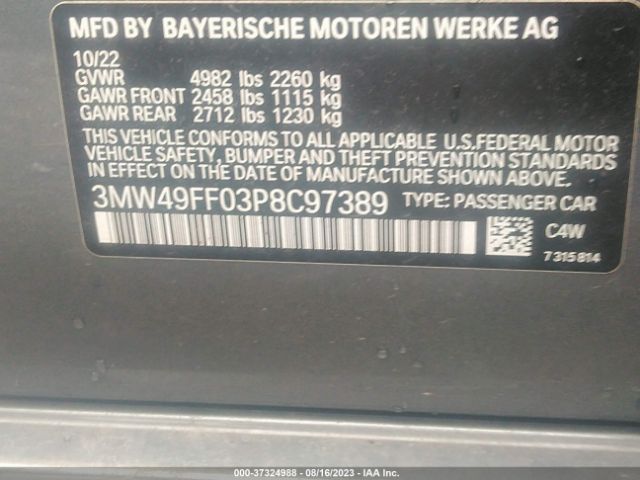 MFD BY BAYERISCHE MOTOREN WERKE AG
10/22
GVWR 4982 lbs 2260 kg
GAWR FRONT 2458 lbs 1115 kg
GAWR REAR 2712 lbs 1230 kg
THIS VEHICLE CONFORMS TO ALL APPLICABLE U.S.FEDERAL MOTOR
VEHICLE SAFETY, BUMPER AND THEFT PREVENTION STANDARDS
IN EFFECT ON THE DATE OF MANUFACTURE SHOWN ABOVE.
3MW49FF03P8C97389 TYPE: PASSENGER CAR
C4W
7315814
000-37324988 - 08/16/2023 - IAA Inc.